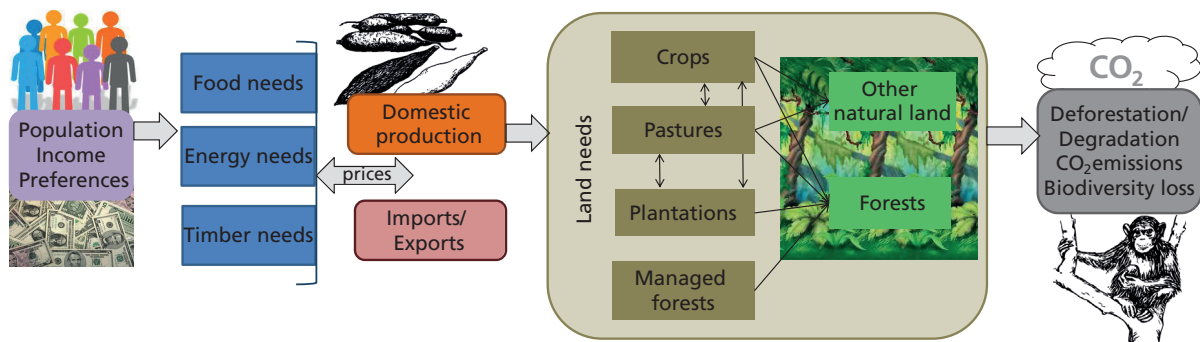 Population
Income
Preferences
Food needs
Energy needs
Timber needs
prices
Domestic
production
Imports/
Exports
Land needs
Crops
Pastures
Plantations
Managed
forests
Other
natural land
Forests
CO₂
Deforestation/
Degradation
CO₂emissions
Biodiversity loss